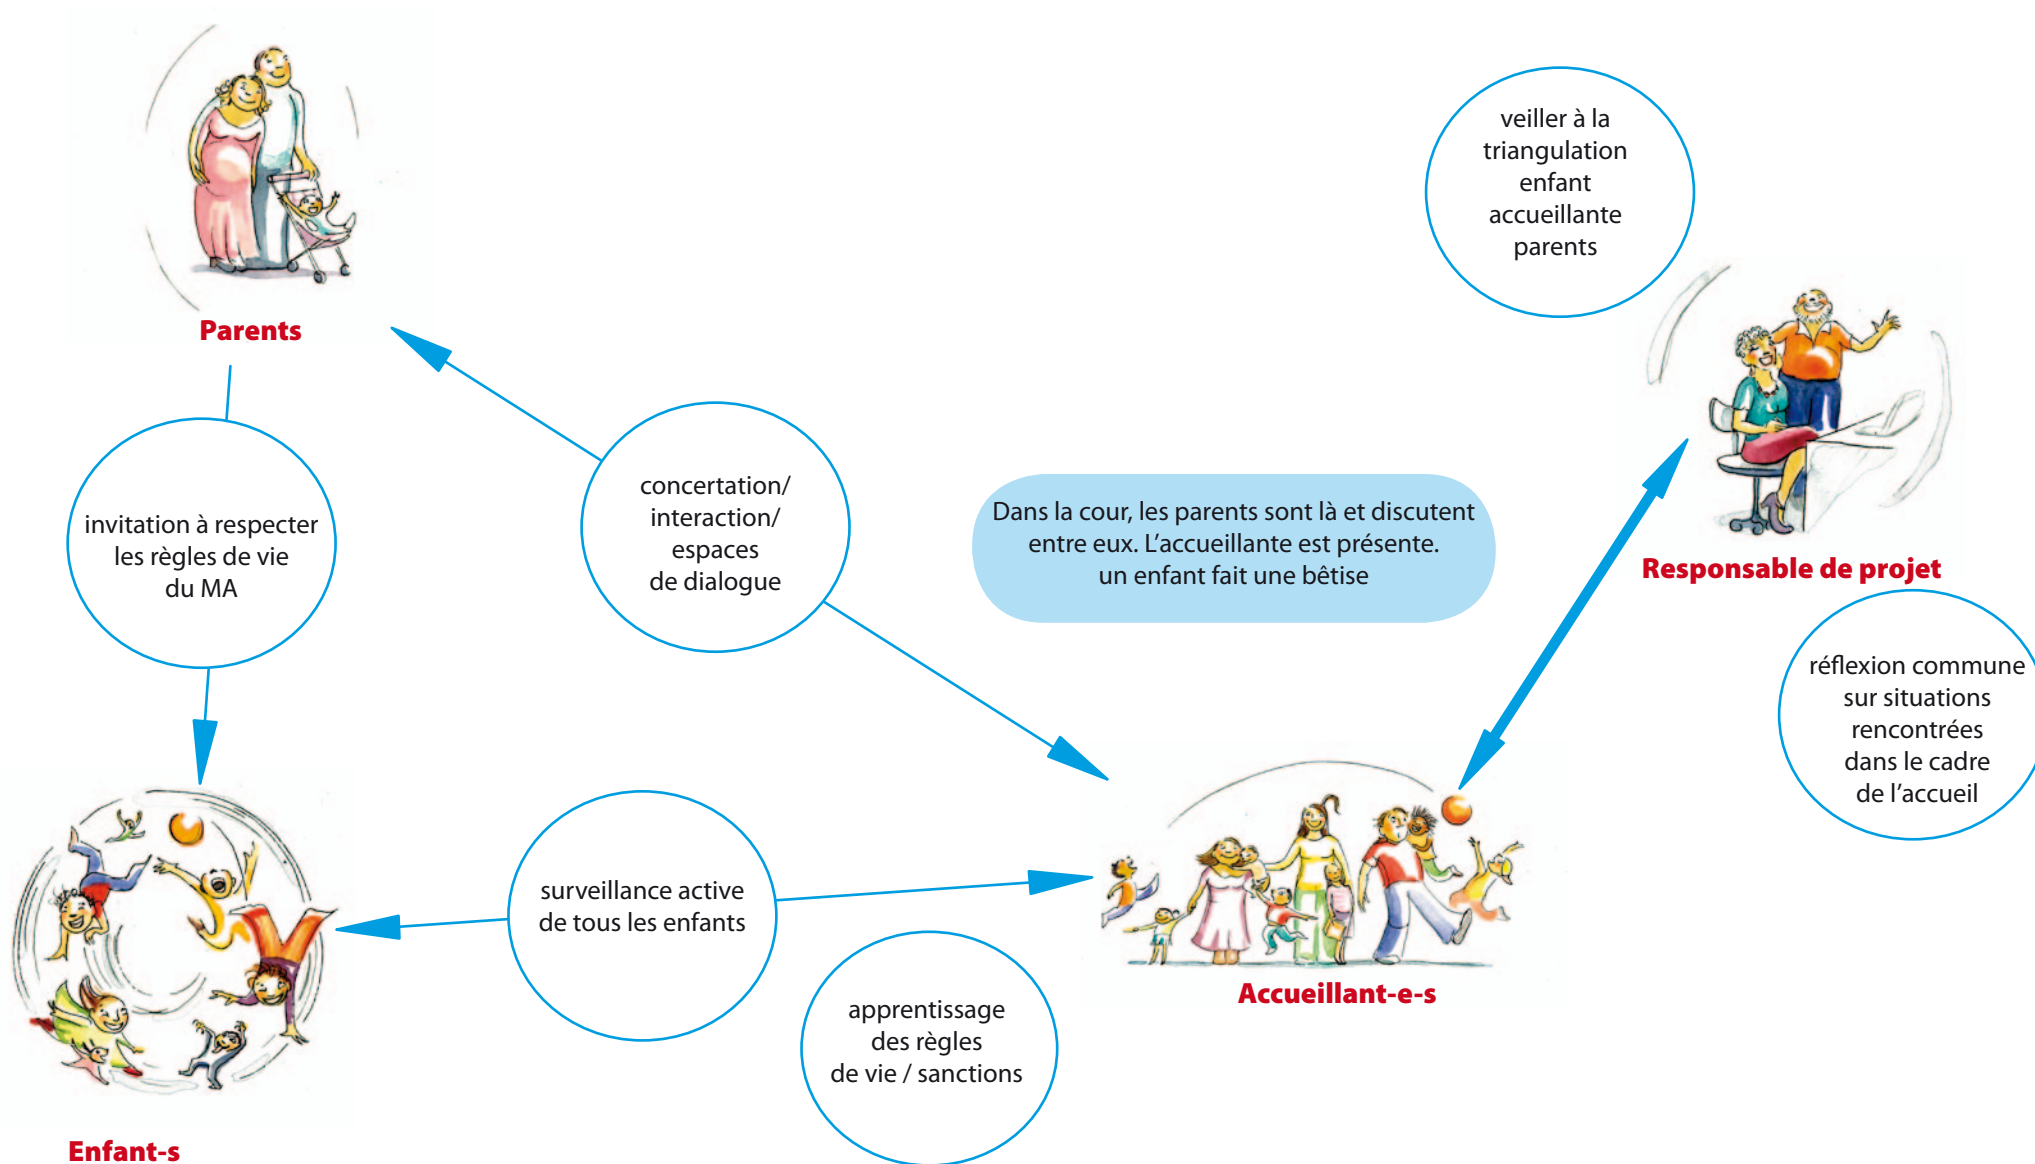 veiller à la
triangulation
enfant
accueillante
parents
Parents
invitation à respecter
les règles de vie
du MA
concertation/
interaction/
espaces
de dialogue
Dans la cour, les parents sont là et discutent
entre eux. L’accueillante est présente.
un enfant fait une bêtise
Responsable de projet
réflexion commune
sur situations
rencontrées
dans le cadre
de l’accueil
surveillance active
de tous les enfants
apprentissage
des règles
de vie / sanctions
Accueillant-e-s
Enfant-s